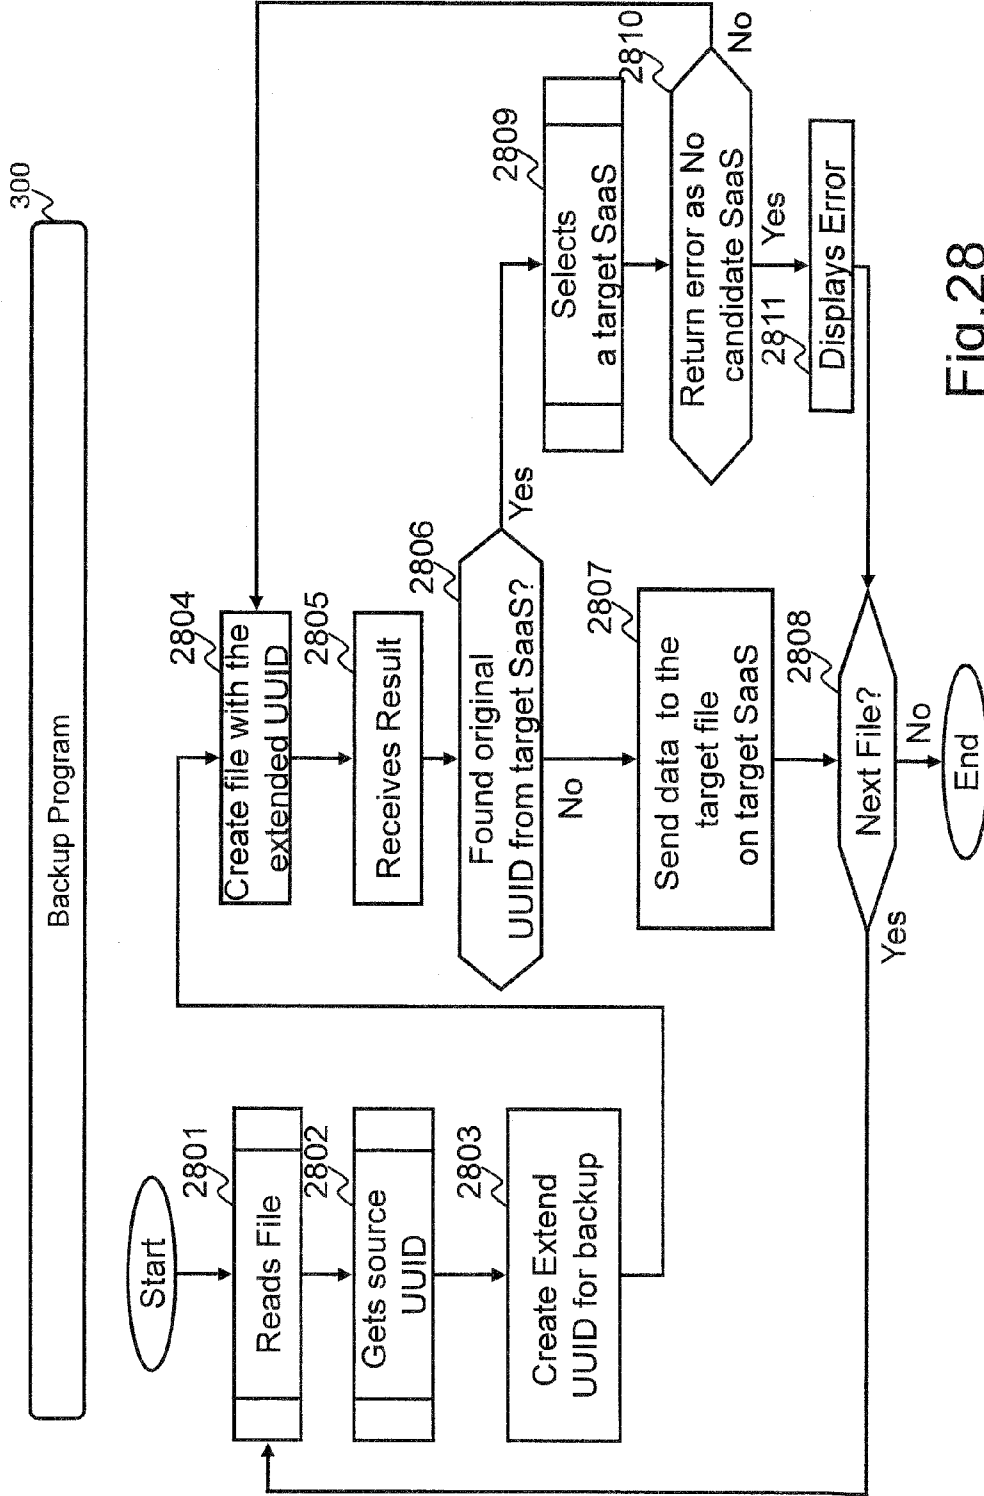 300
Backup Program
Start
2801
Reads File
2802
Gets source
UUID
2803
Create Extend
UUID for backup
2804
Create file with the
extended UUID
2805
Receives Result
2806
Found original
UUID from target SaaS?
Yes
No
2807
Send data to the
target file
on target SaaS
2808
Next File?
Yes
No
End
2809
Selects
a target SaaS
2810
Return error as No
candidate SaaS
No
Yes
2811
Displays Error
Fig.28